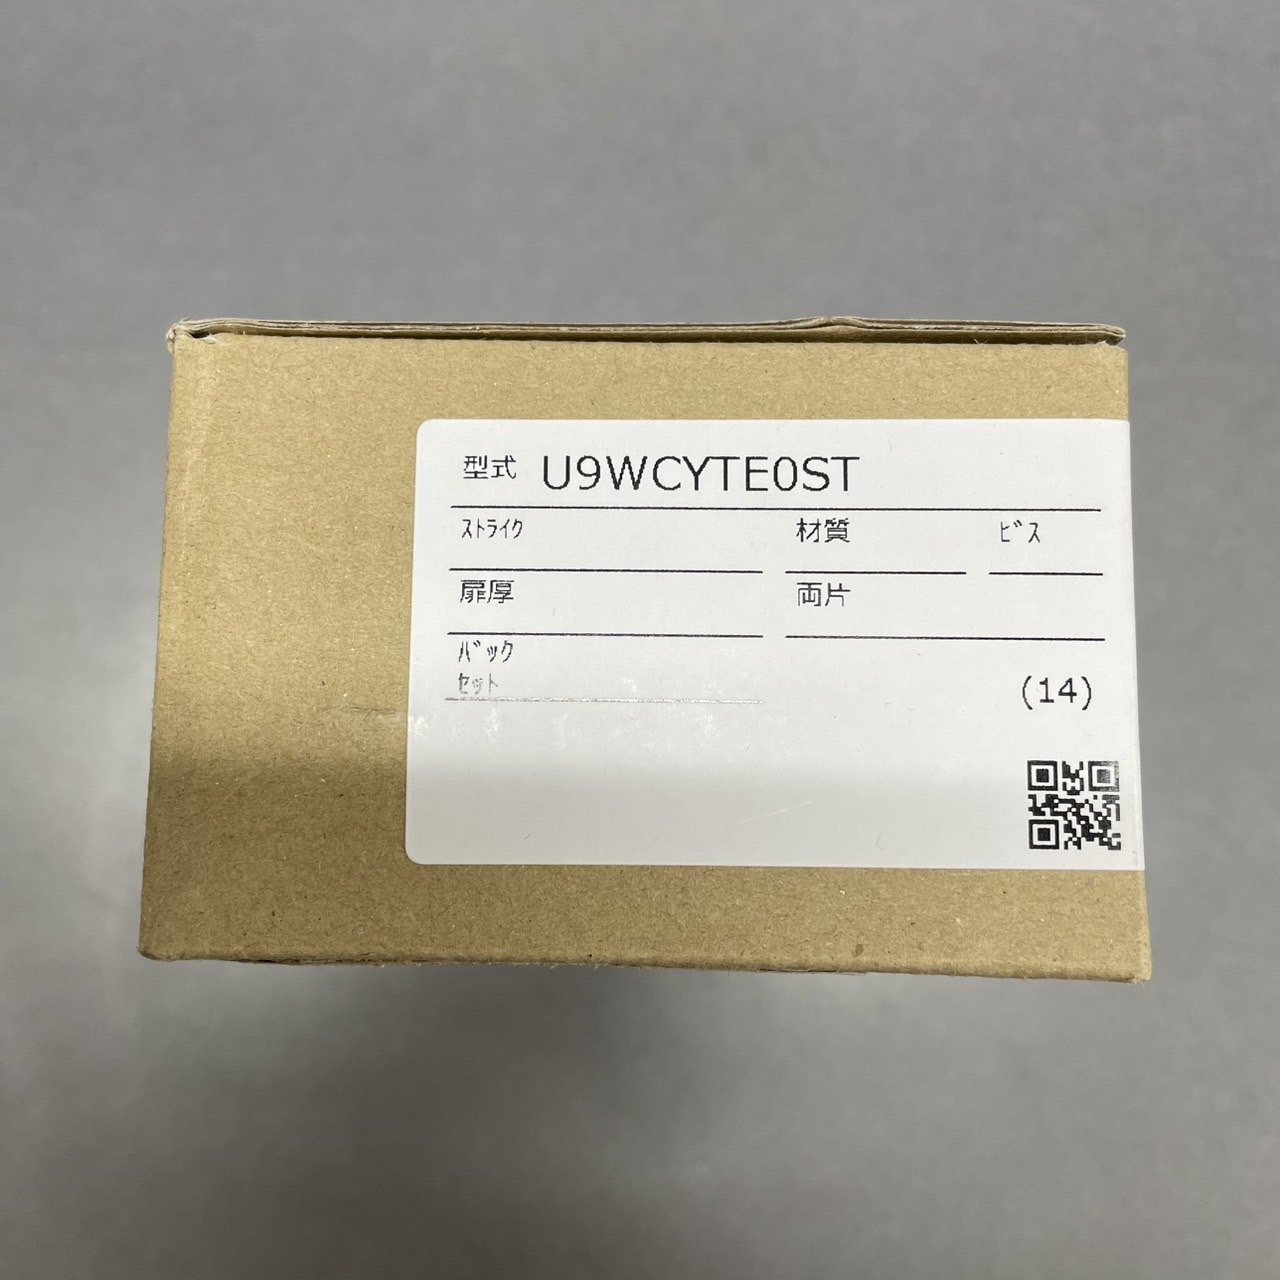 型式 U9WCYTE0ST
ｽﾄﾗｲｸ 材質 ﾋﾞｽ
扉厚 両片
ﾊﾞｯｸ
ｾｯﾄ
(14)